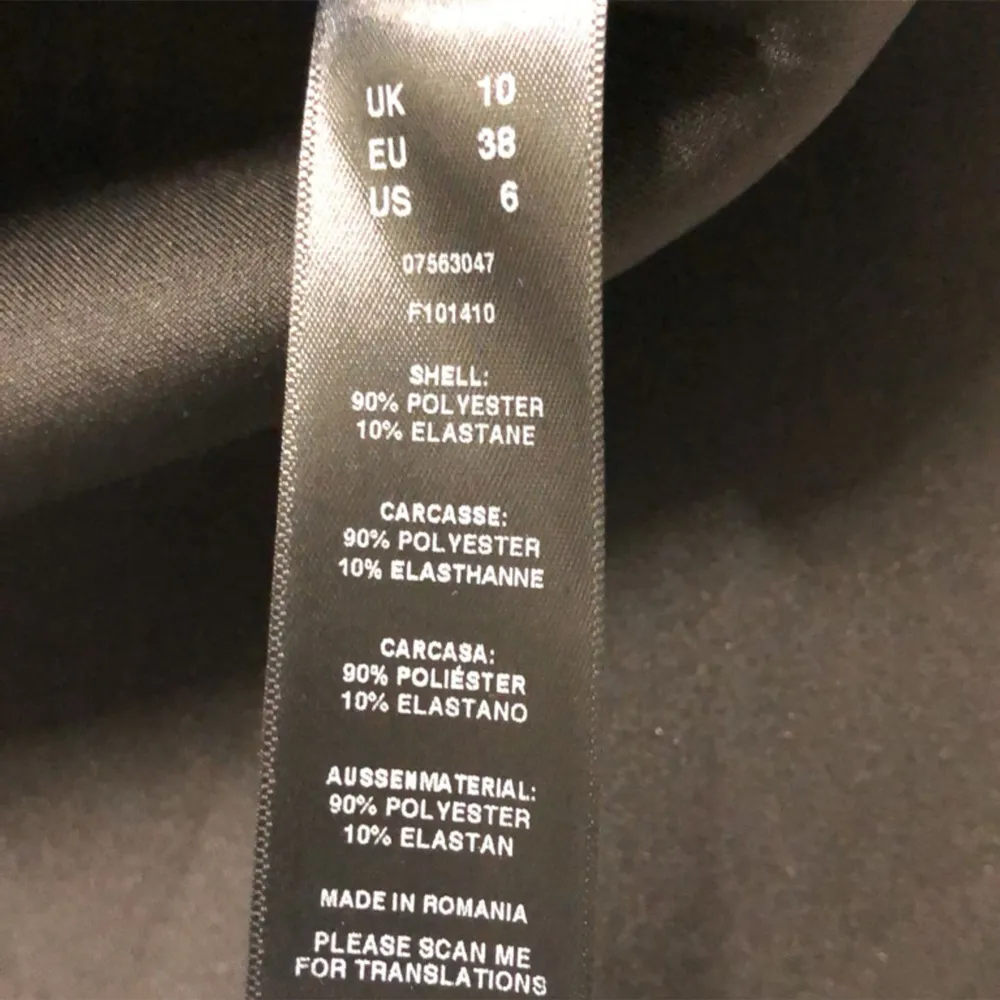 UK 10
EU 38
US 6
07563047
F101410
SHELL:
90% POLYESTER
10% ELASTANE
CARCASSE:
90% POLYESTER
10% ELASTHANNE
CARCASA:
90% POLIÉSTER
10% ELASTANO
AUSSENMATERIAL:
90% POLYESTER
10% ELASTAN
MADE IN ROMANIA
PLEASE SCAN ME
FOR TRANSLATIONS